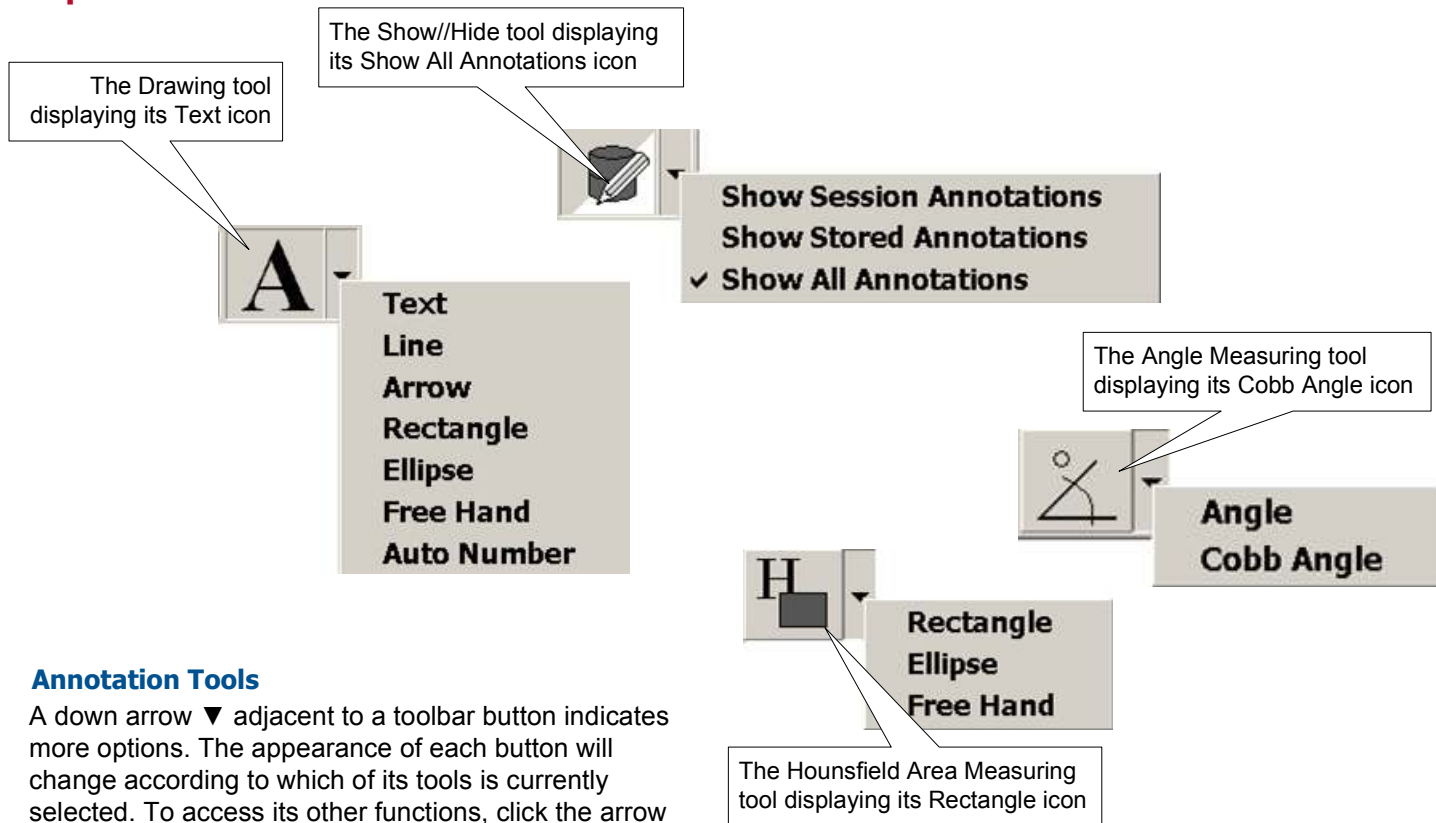 The Show//Hide tool displaying
its Show All Annotations icon
The Drawing tool
displaying its Text icon
Show Session Annotations
Show Stored Annotations
✓ Show All Annotations
A
Text
Line
Arrow
Rectangle
Ellipse
Free Hand
Auto Number
The Angle Measuring tool
displaying its Cobb Angle icon
Angle
Cobb Angle
H
Rectangle
Ellipse
Free Hand
The Hounsfield Area Measuring
tool displaying its Rectangle icon
Annotation Tools
A down arrow ▼ adjacent to a toolbar button indicates
more options. The appearance of each button will
change according to which of its tools is currently
selected. To access its other functions, click the arrow